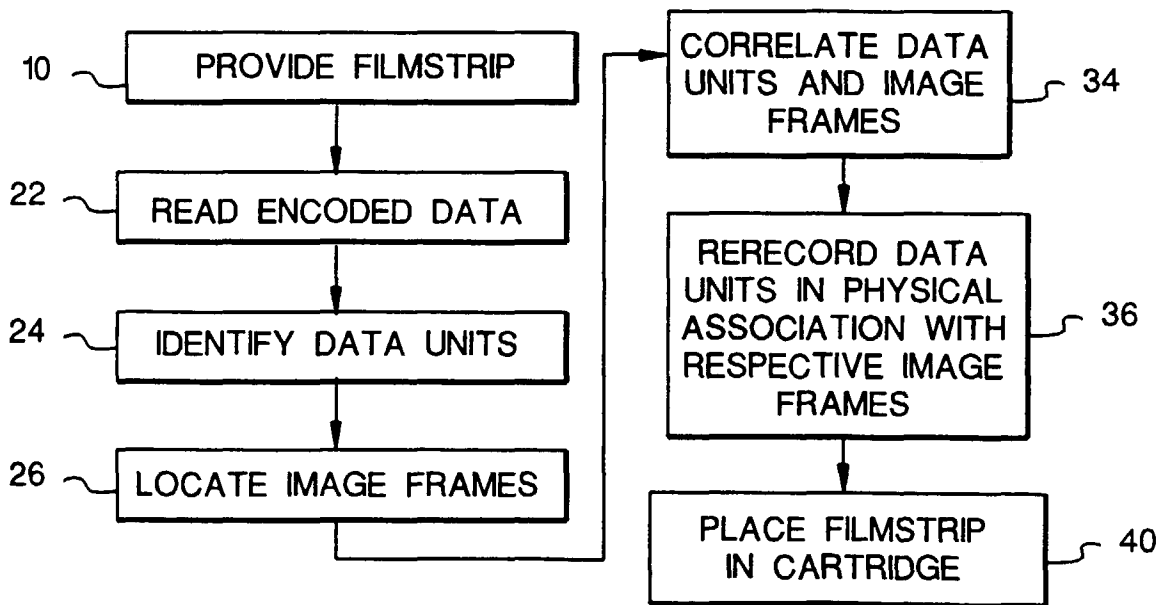 10
PROVIDE FILMSTRIP
22
READ ENCODED DATA
24
IDENTIFY DATA UNITS
26
LOCATE IMAGE FRAMES
CORRELATE DATA
UNITS AND IMAGE
FRAMES
34
RERECORD DATA
UNITS IN PHYSICAL
ASSOCIATION WITH
RESPECTIVE IMAGE
FRAMES
36
PLACE FILMSTRIP
IN CARTRIDGE
40